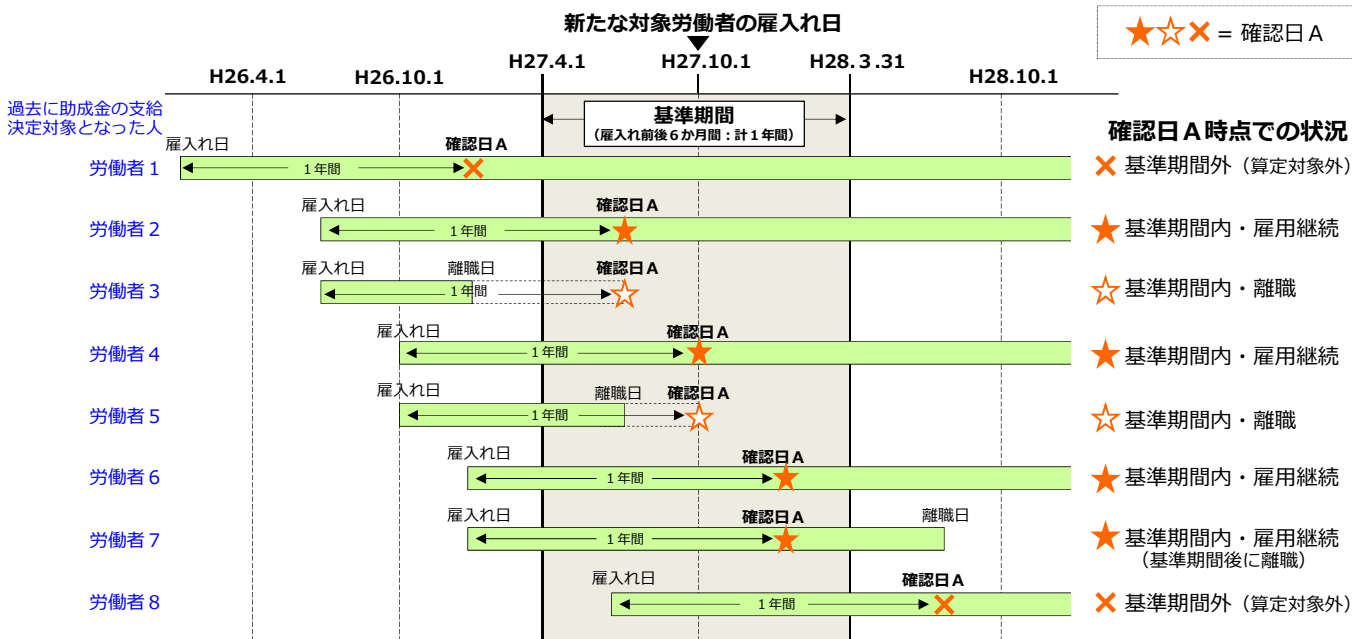 新たな対象労働者の雇入れ日
★☆× = 確認日A
H26.4.1
H26.10.1
H27.4.1
H27.10.1
H28.3.31
H28.10.1
過去に助成金の支給
決定対象となった人
基準期間
(雇入れ前後6か月間:計1年間)
確認日A時点での状況
雇入れ日
確認日A
労働者1
1年間
× 基準期間外(算定対象外)
雇入れ日
確認日A
労働者2
1年間
★ 基準期間内・雇用継続
雇入れ日
離職日
確認日A
労働者3
1年間
☆ 基準期間内・離職
雇入れ日
確認日A
労働者4
1年間
★ 基準期間内・雇用継続
雇入れ日
離職日
確認日A
労働者5
1年間
☆ 基準期間内・離職
雇入れ日
確認日A
労働者6
1年間
★ 基準期間内・雇用継続
雇入れ日
確認日A
離職日
労働者7
1年間
★ 基準期間内・雇用継続
(基準期間後に離職)
雇入れ日
確認日A
労働者8
1年間
× 基準期間外(算定対象外)